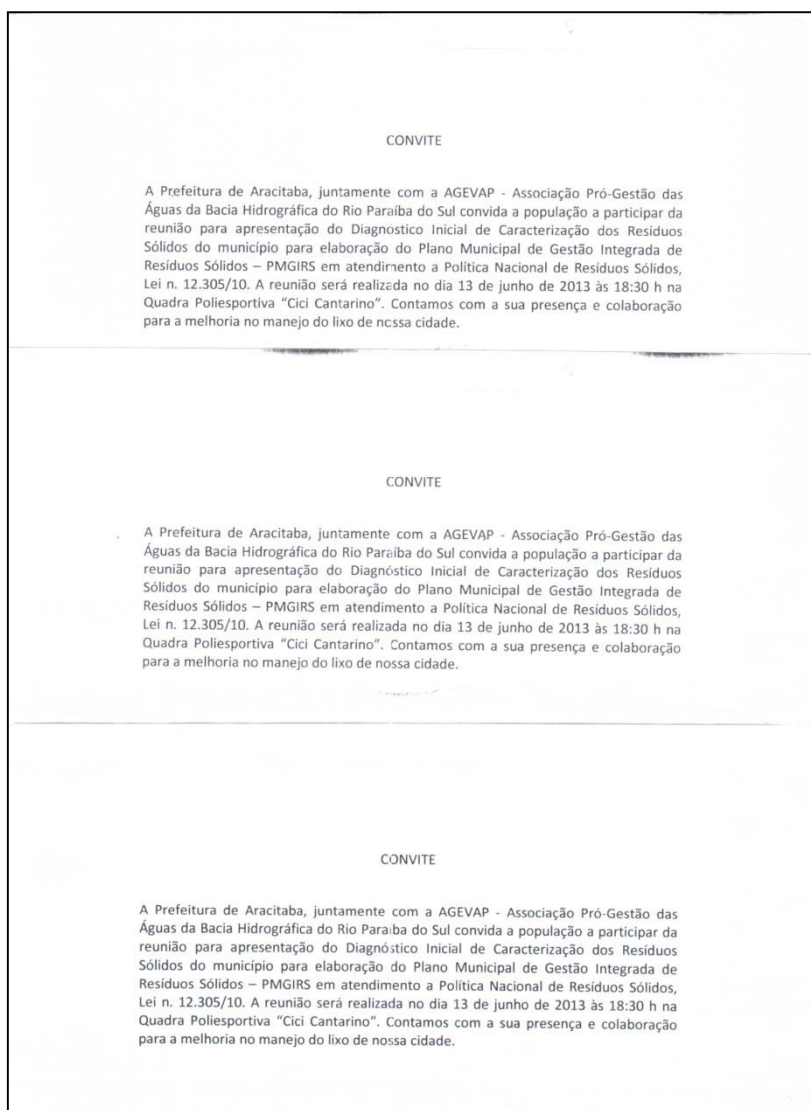 CONVITE
A Prefeitura de Aracitaba, juntamente com a AGEVAP - Associação Pró-Gestão das
Águas da Bacia Hidrográfica do Rio Paraíba do Sul convida a população a participar da
reunião para apresentação do Diagnóstico Inicial de Caracterização dos Resíduos
Sólidos do município para elaboração do Plano Municipal de Gestão Integrada de
Resíduos Sólidos – PMGIRS em atendimento a Política Nacional de Resíduos Sólidos,
Lei n. 12.305/10. A reunião será realizada no dia 13 de junho de 2013 às 18:30 h na
Quadra Poliesportiva “Cici Cantarino”. Contamos com a sua presença e colaboração
para a melhoria no manejo do lixo de nossa cidade.
CONVITE
A Prefeitura de Aracitaba, juntamente com a AGEVAP - Associação Pró-Gestão das
Águas da Bacia Hidrográfica do Rio Paraíba do Sul convida a população a participar da
reunião para apresentação do Diagnóstico Inicial de Caracterização dos Resíduos
Sólidos do município para elaboração do Plano Municipal de Gestão Integrada de
Resíduos Sólidos – PMGIRS em atendimento a Política Nacional de Resíduos Sólidos,
Lei n. 12.305/10. A reunião será realizada no dia 13 de junho de 2013 às 18:30 h na
Quadra Poliesportiva “Cici Cantarino”. Contamos com a sua presença e colaboração
para a melhoria no manejo do lixo de nossa cidade.
CONVITE
A Prefeitura de Aracitaba, juntamente com a AGEVAP - Associação Pró-Gestão das
Águas da Bacia Hidrográfica do Rio Paraíba do Sul convida a população a participar da
reunião para apresentação do Diagnóstico Inicial de Caracterização dos Resíduos
Sólidos do município para elaboração do Plano Municipal de Gestão Integrada de
Resíduos Sólidos – PMGIRS em atendimento a Política Nacional de Resíduos Sólidos,
Lei n. 12.305/10. A reunião será realizada no dia 13 de junho de 2013 às 18:30 h na
Quadra Poliesportiva “Cici Cantarino”. Contamos com a sua presença e colaboração
para a melhoria no manejo do lixo de nossa cidade.